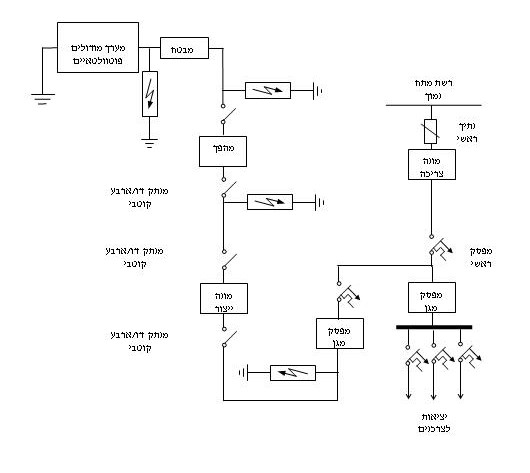 מערך מודולים
פוטוולטאיים
מבטח
רשת מתח
נמוך
נתיך
ראשי
מהפך
מונה
צריכה
מנתק דו/ארבע
קוטבי
מנתק דו/ארבע
קוטבי
מפסק
ראשי
מונה
ייצור
מפסק
מגן
מפסק
מגן
מנתק דו/ארבע
קוטבי
יציאות
לצרכנים